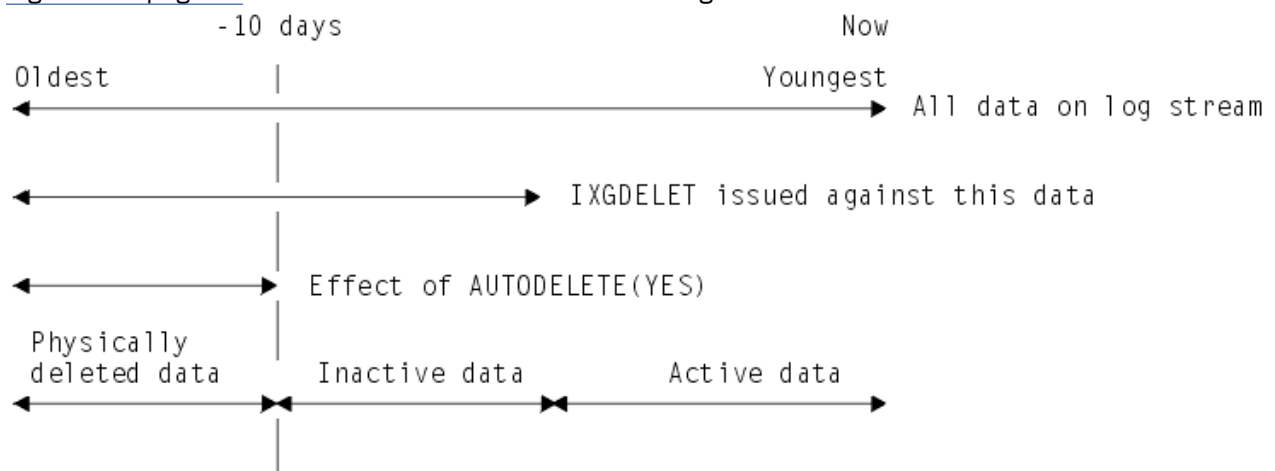 -10 days Now
Oldest Youngest
All data on log stream
IXGDELET issued against this data
Effect of AUTODELETE(YES)
Physically
deleted data Inactive data Active data